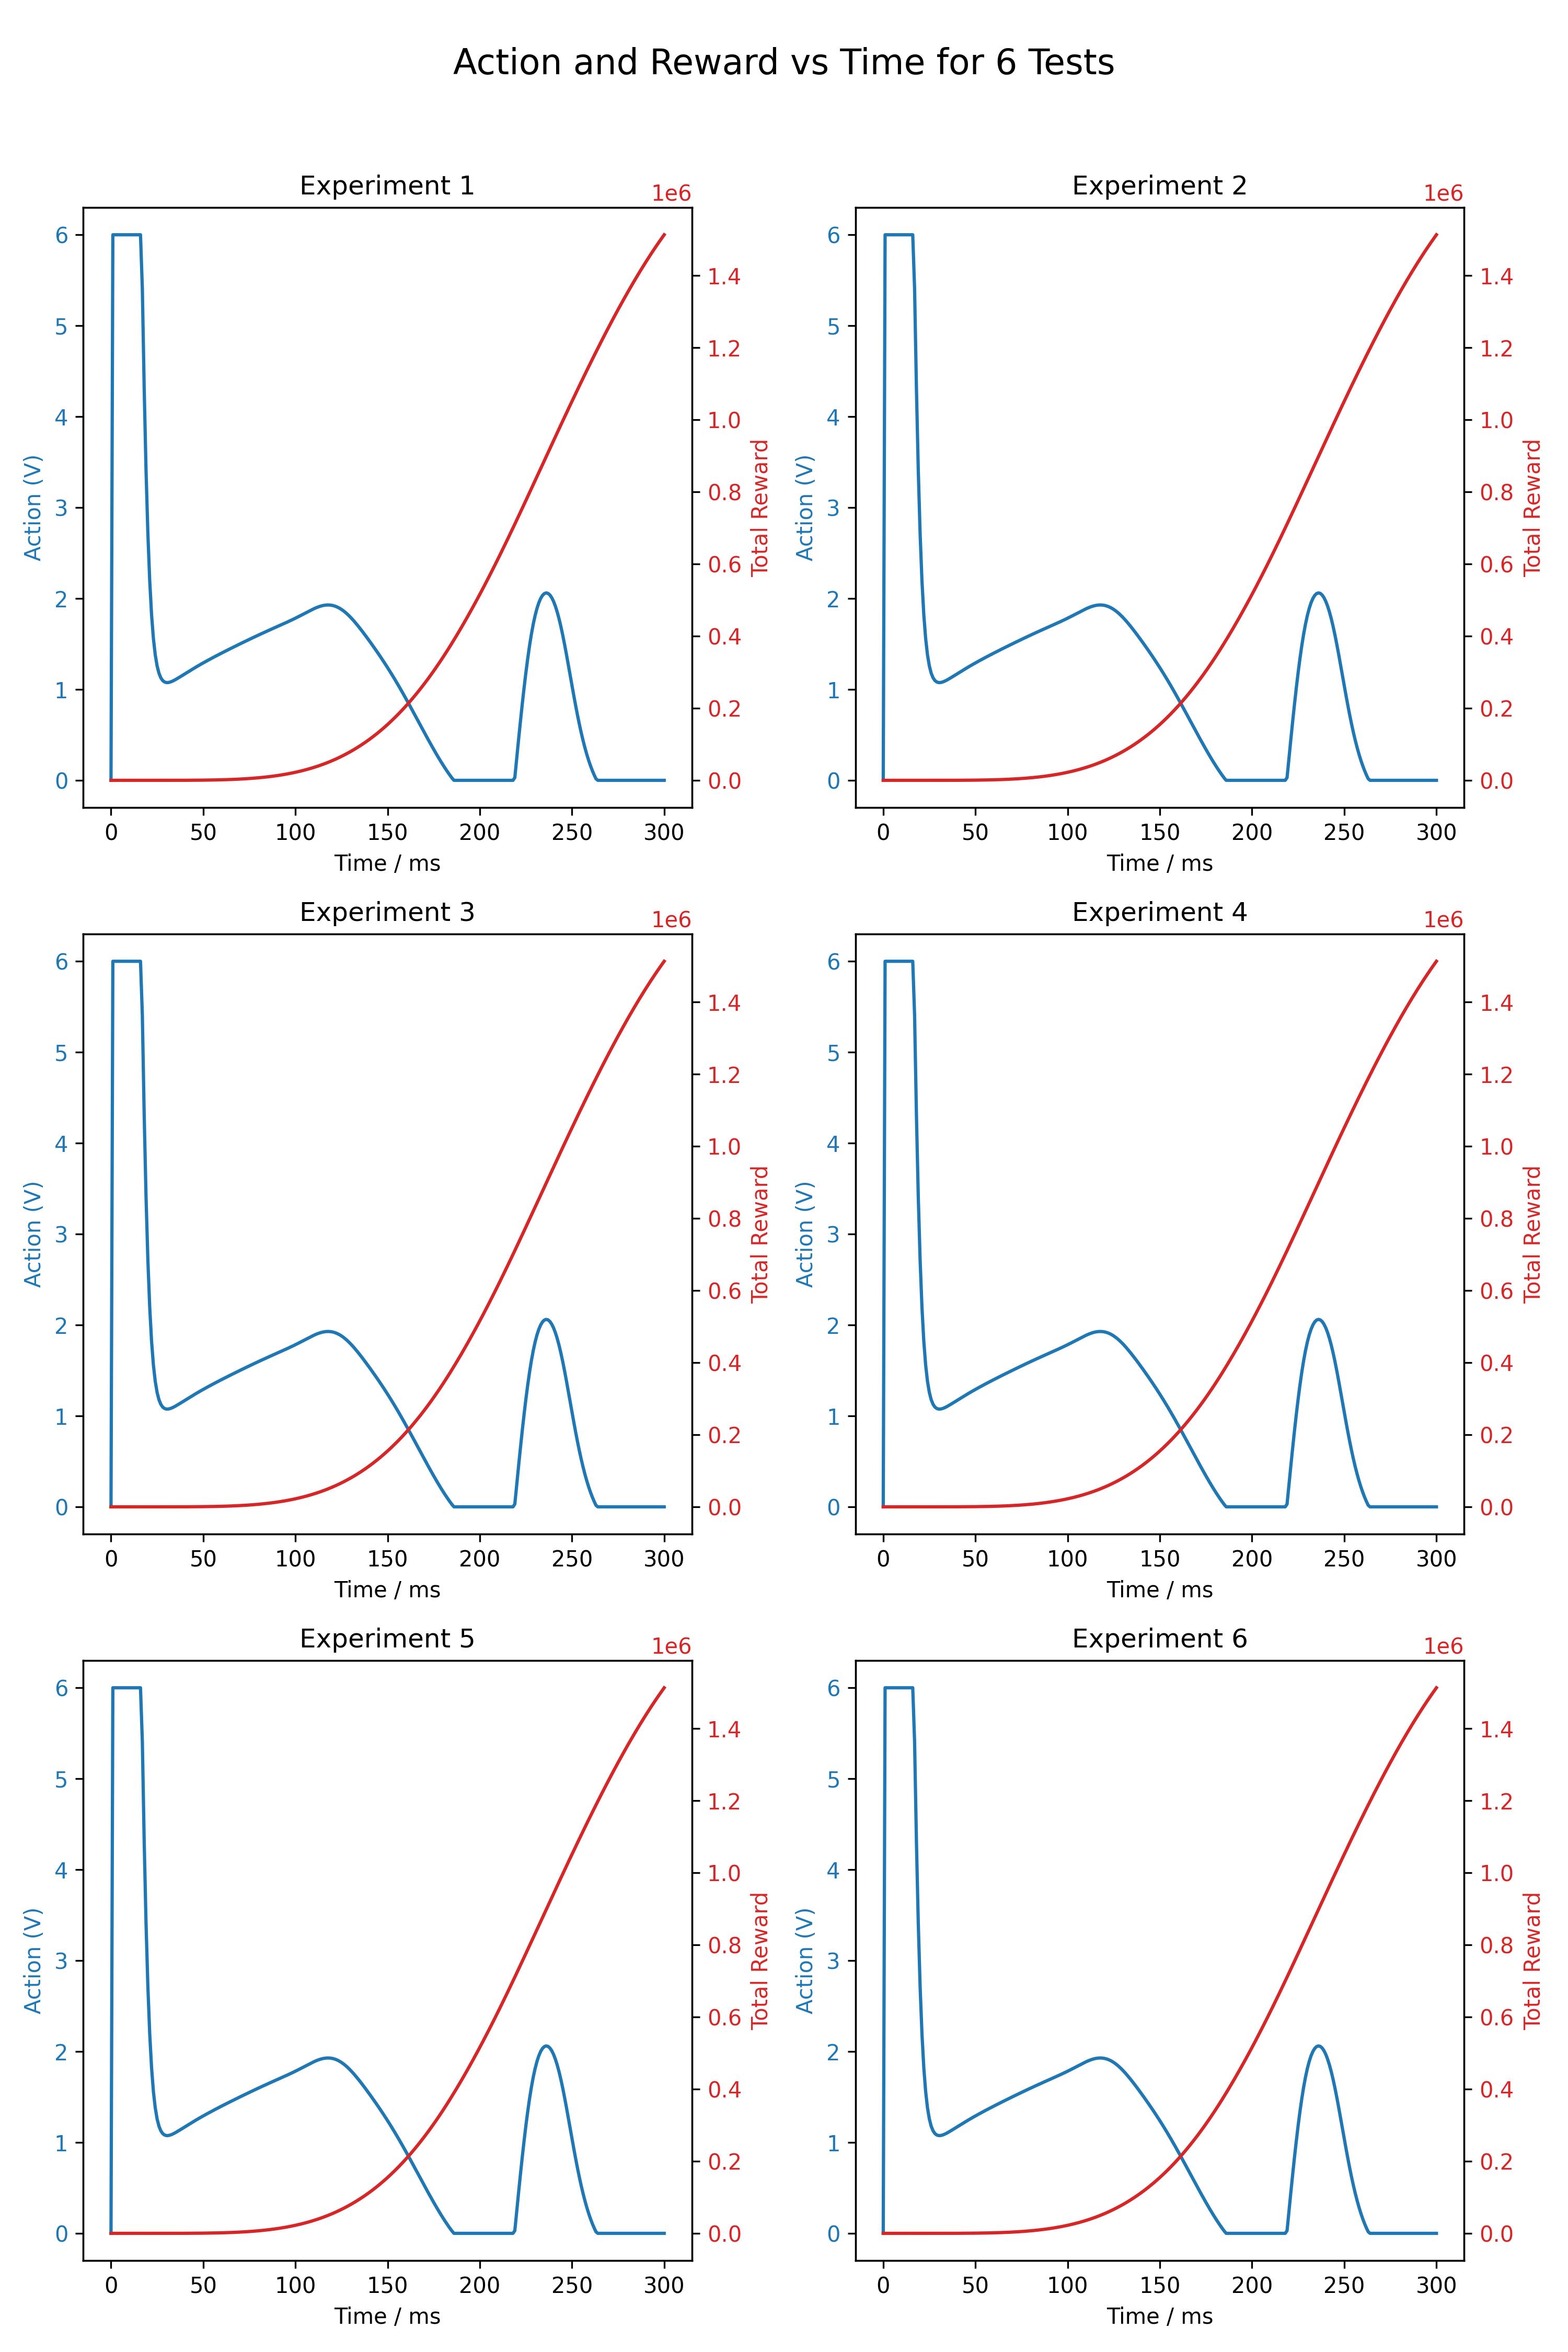 Action and Reward vs Time for 6 Tests
Experiment 1
1e6
6
5
4
3
2
1
0
Action (V)
1.4
1.2
1.0
0.8
0.6
0.4
0.2
0.0
Total Reward
0 50 100 150 200 250 300
Time / ms
Experiment 2
1e6
6
5
4
3
2
1
0
Action (V)
1.4
1.2
1.0
0.8
0.6
0.4
0.2
0.0
Total Reward
0 50 100 150 200 250 300
Time / ms
Experiment 3
1e6
6
5
4
3
2
1
0
Action (V)
1.4
1.2
1.0
0.8
0.6
0.4
0.2
0.0
Total Reward
0 50 100 150 200 250 300
Time / ms
Experiment 4
1e6
6
5
4
3
2
1
0
Action (V)
1.4
1.2
1.0
0.8
0.6
0.4
0.2
0.0
Total Reward
0 50 100 150 200 250 300
Time / ms
Experiment 5
1e6
6
5
4
3
2
1
0
Action (V)
1.4
1.2
1.0
0.8
0.6
0.4
0.2
0.0
Total Reward
0 50 100 150 200 250 300
Time / ms
Experiment 6
1e6
6
5
4
3
2
1
0
Action (V)
1.4
1.2
1.0
0.8
0.6
0.4
0.2
0.0
Total Reward
0 50 100 150 200 250 300
Time / ms